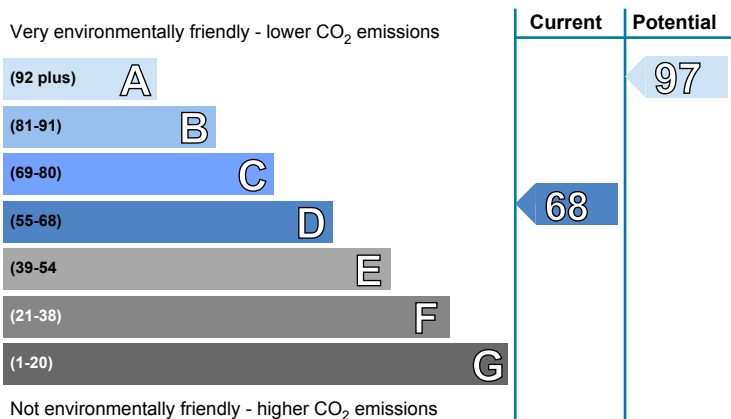 Very environmentally friendly - lower CO2 emissions
Current
Potential
(92 plus) A
97
(81-91) B
(69-80) C
(55-68) D
68
(39-54 E
(21-38) F
(1-20) G
Not environmentally friendly - higher CO2 emissions